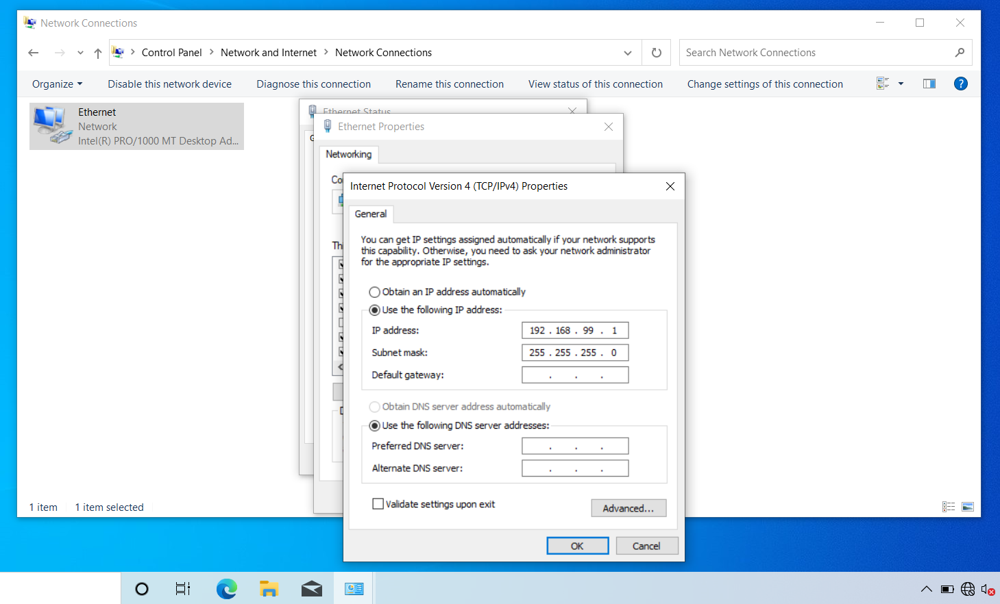 Network Connections
Control Panel > Network and Internet > Network Connections
Search Network Connections
Organize
Disable this network device
Diagnose this connection
Rename this connection
View status of this connection
Change settings of this connection
?
Ethernet
Network
Intel(R) PRO/1000 MT Desktop Ad...
Ethernet Status
Ethernet Properties
Networking
Internet Protocol Version 4 (TCP/IPv4) Properties
General
You can get IP settings assigned automatically if your network supports
this capability. Otherwise, you need to ask your network administrator
for the appropriate IP settings.
Obtain an IP address automatically
Use the following IP address:
IP address: 192 . 168 . 99 . 1
Subnet mask: 255 . 255 . 255 . 0
Default gateway: . . .
Obtain DNS server address automatically
Use the following DNS server addresses:
Preferred DNS server: . . .
Alternate DNS server: . . .
Validate settings upon exit
Advanced...
OK
Cancel
1 item
1 item selected